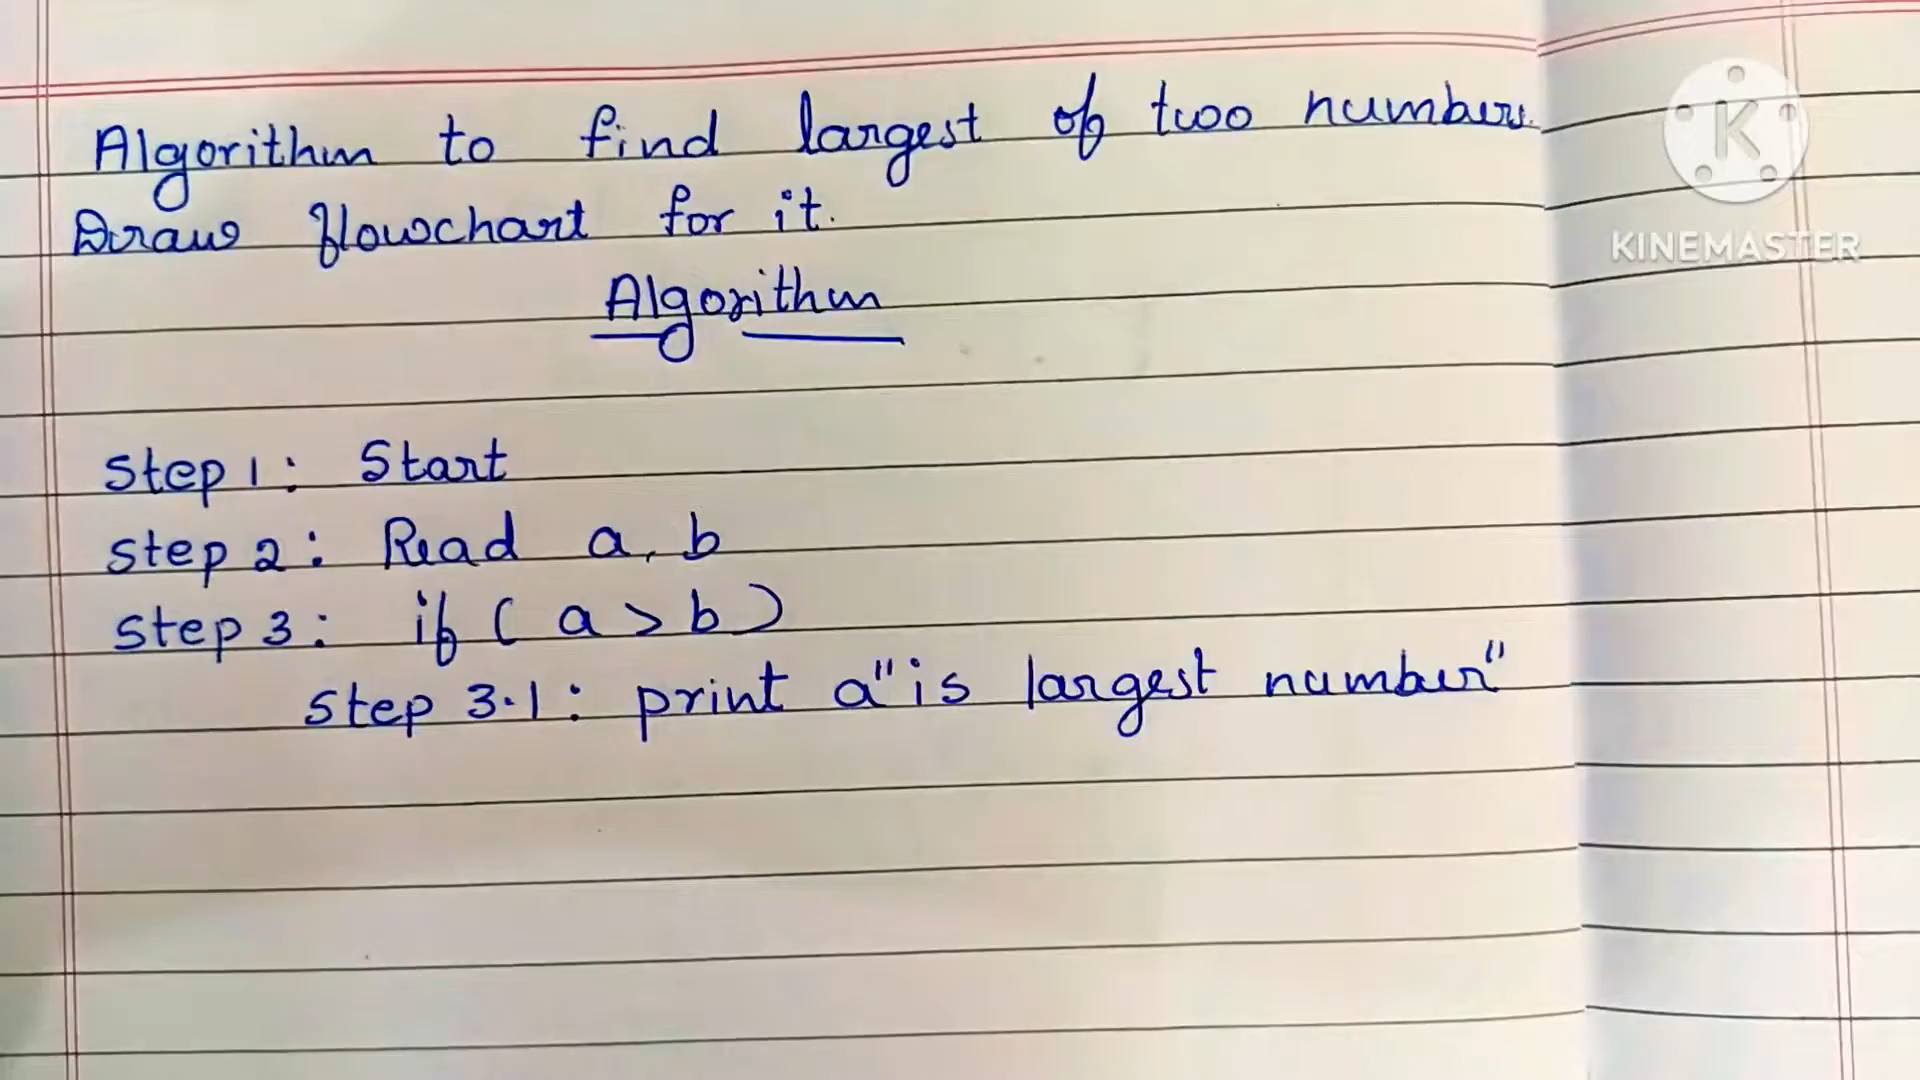 Algorithm to find largest of two numbers.
Draw flowchart for it.
Algorithm
Step 1: Start
Step 2: Read a, b
Step 3: if ( a > b )
Step 3.1: print a "is largest number"
K
KINEMASTER